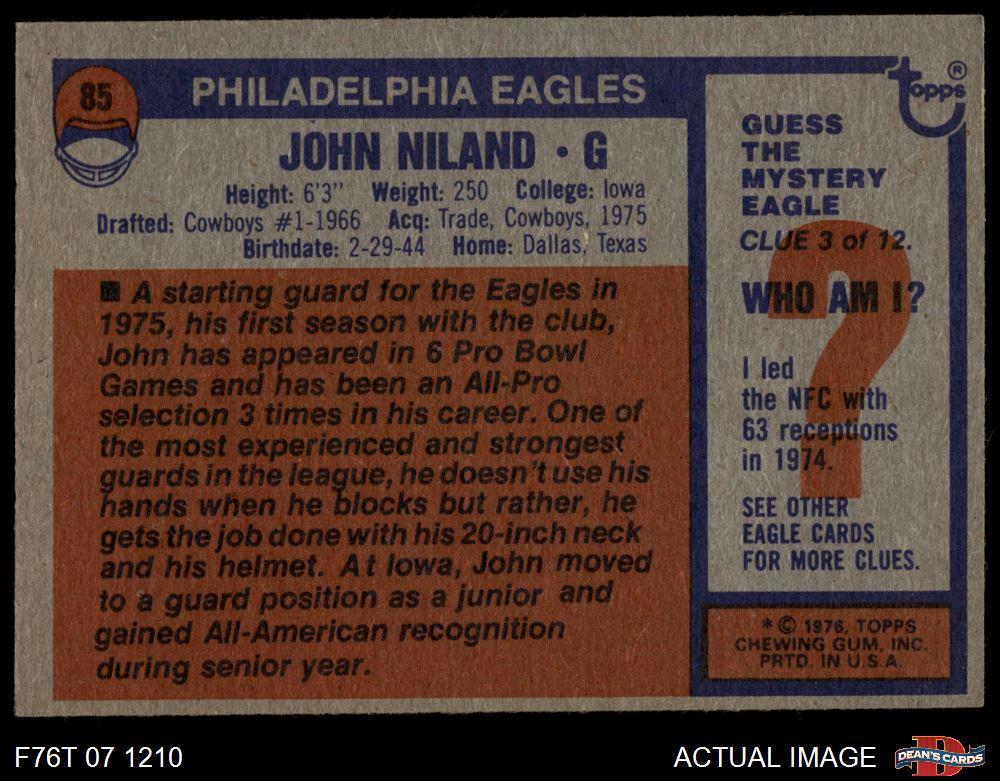 85
PHILADELPHIA EAGLES
JOHN NILAND • G
Height: 6'3" Weight: 250 College: Iowa
Drafted: Cowboys #1-1966 Acq: Trade, Cowboys, 1975
Birthdate: 2-29-44 Home: Dallas, Texas
■ A starting guard for the Eagles in
1975, his first season with the club,
John has appeared in 6 Pro Bowl
Games and has been an All-Pro
selection 3 times in his career. One of
the most experienced and strongest
guards in the league, he doesn't use his
hands when he blocks but rather, he
gets the job done with his 20-inch neck
and his helmet. At Iowa, John moved
to a guard position as a junior and
gained All-American recognition
during senior year.
topps ®
GUESS
THE
MYSTERY
EAGLE
CLUE 3 of 12.
?
WHO AM I?
I led
the NFC with
63 receptions
in 1974.
SEE OTHER
EAGLE CARDS
FOR MORE CLUES.
* © 1976, TOPPS
CHEWING GUM, INC.
PRTD. IN U.S.A.
F76T 07 1210
ACTUAL IMAGE
D
DEAN'S CARDS